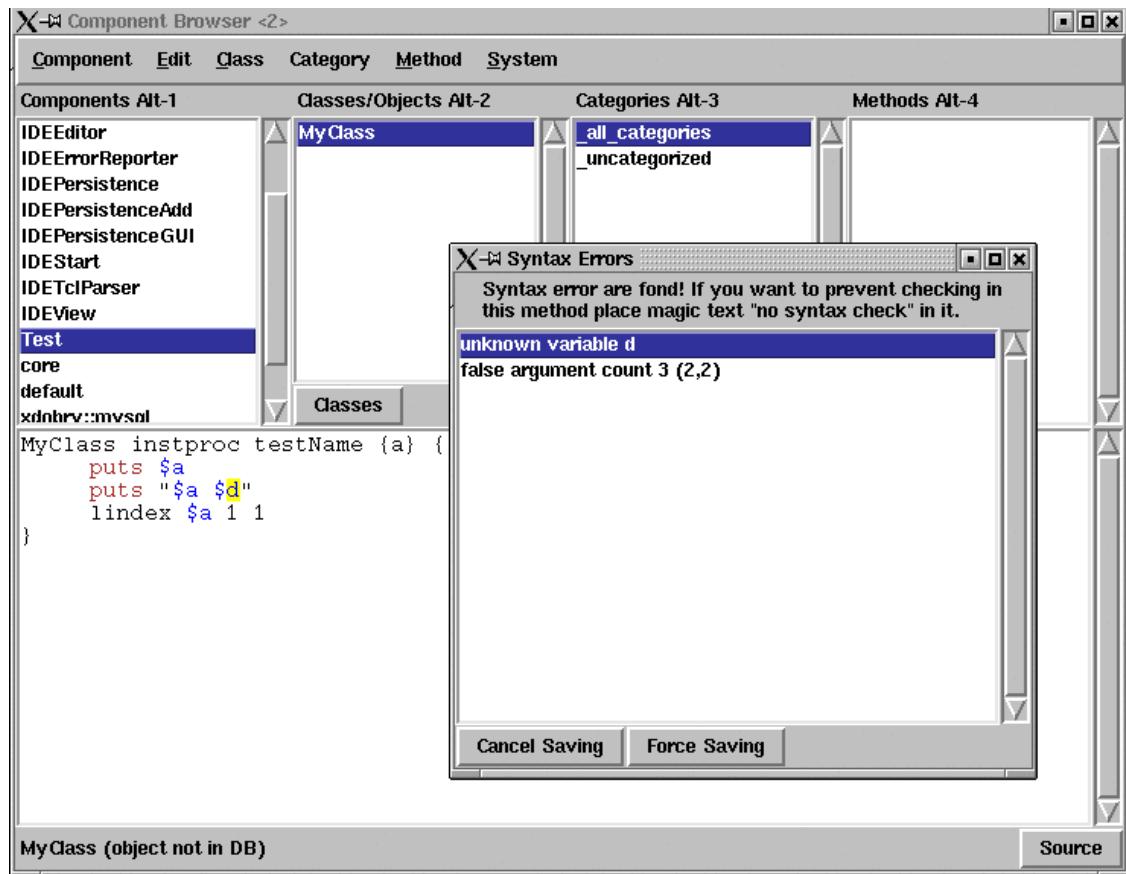 Component Browser <2>
Component Edit Class Category Method System
Components Alt-1
Classes/Objects Alt-2
Categories Alt-3
Methods Alt-4
IDEEditor
IDEErrorReporter
IDEPersistence
IDEPersistenceAdd
IDEPersistenceGUI
IDEStart
IDETclParser
IDEView
Test
core
default
xdobry::mysql
MyClass
Classes
_all_categories
_uncategorized
Syntax Errors
Syntax error are fond! If you want to prevent checking in
this method place magic text "no syntax check" in it.
unknown variable d
false argument count 3 (2,2)
Cancel Saving
Force Saving
MyClass instproc testName {a} {
puts $a
puts "$a $d"
lindex $a 1 1
}
MyClass (object not in DB)
Source